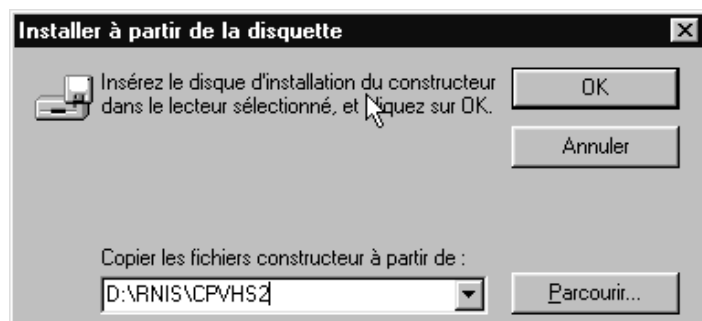 Installer à partir de la disquette
Insérez le disque d'installation du constructeur
dans le lecteur sélectionné, et cliquez sur OK.
OK
Annuler
Copier les fichiers constructeur à partir de :
D:\RNIS\CPVHS2
Parcourir...